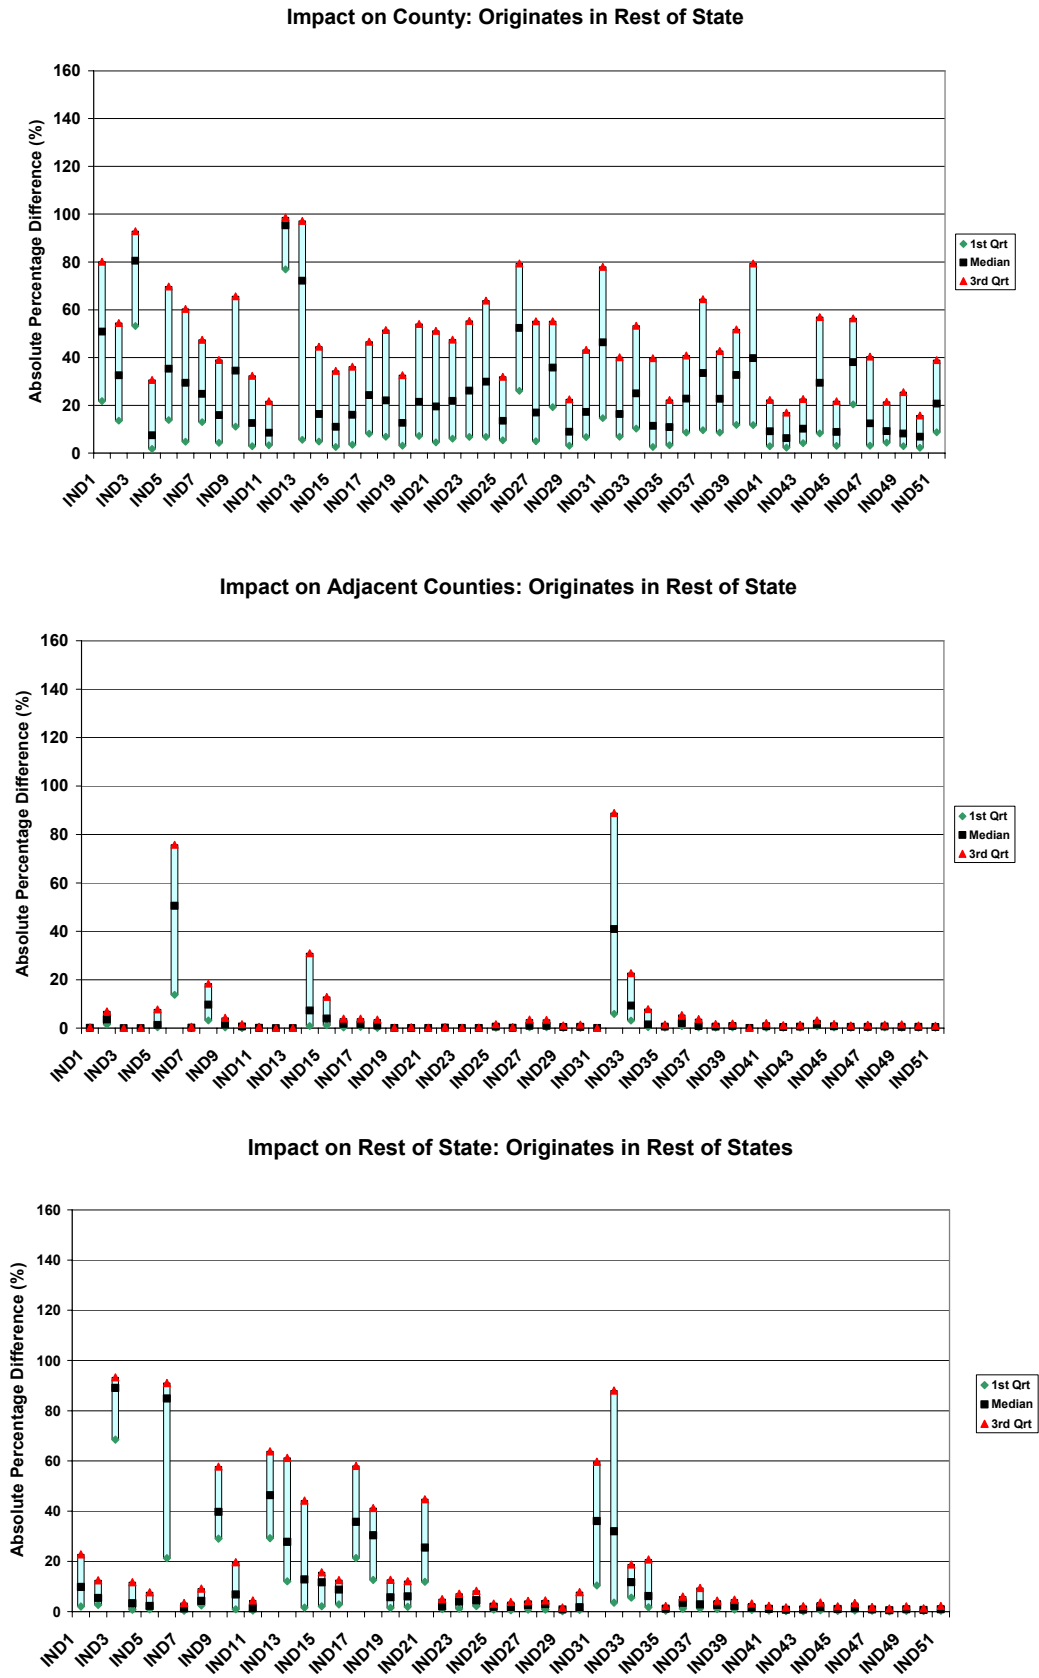 Impact on County: Originates in Rest of State
Absolute Percentage Difference (%)
160
140
120
100
80
60
40
20
0
IND1
IND3
IND5
IND7
IND9
IND11
IND13
IND15
IND17
IND19
IND21
IND23
IND25
IND27
IND29
IND31
IND33
IND35
IND37
IND39
IND41
IND43
IND45
IND47
IND49
IND51
1st Qrt
Median
3rd Qrt
Impact on Adjacent Counties: Originates in Rest of State
Absolute Percentage Difference (%)
160
140
120
100
80
60
40
20
0
IND1
IND3
IND5
IND7
IND9
IND11
IND13
IND15
IND17
IND19
IND21
IND23
IND25
IND27
IND29
IND31
IND33
IND35
IND37
IND39
IND41
IND43
IND45
IND47
IND49
IND51
1st Qrt
Median
3rd Qrt
Impact on Rest of State: Originates in Rest of States
Absolute Percentage Difference (%)
160
140
120
100
80
60
40
20
0
IND1
IND3
IND5
IND7
IND9
IND11
IND13
IND15
IND17
IND19
IND21
IND23
IND25
IND27
IND29
IND31
IND33
IND35
IND37
IND39
IND41
IND43
IND45
IND47
IND49
IND51
1st Qrt
Median
3rd Qrt